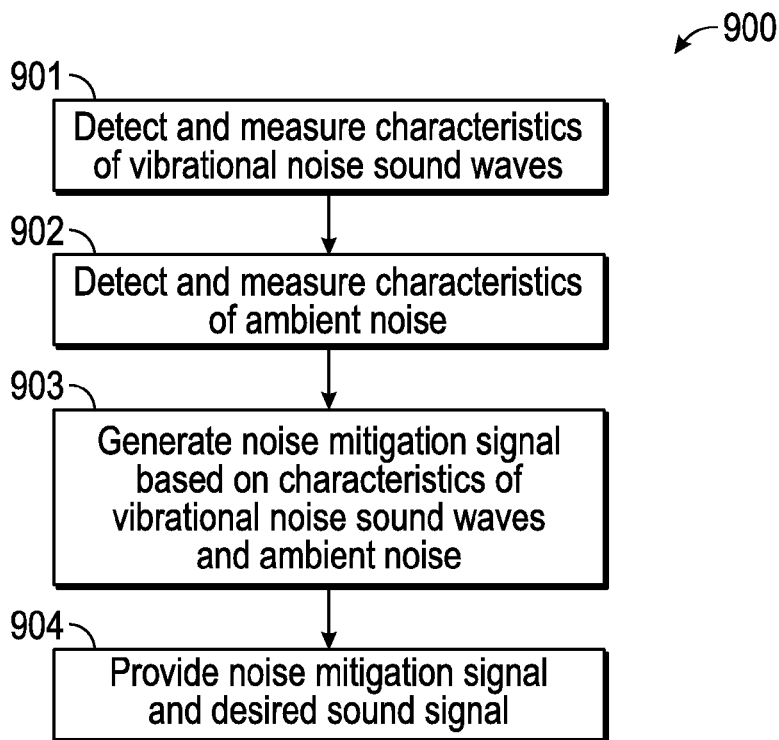 900
901
Detect and measure characteristics
of vibrational noise sound waves
902
Detect and measure characteristics
of ambient noise
903
Generate noise mitigation signal
based on characteristics of
vibrational noise sound waves
and ambient noise
904
Provide noise mitigation signal
and desired sound signal